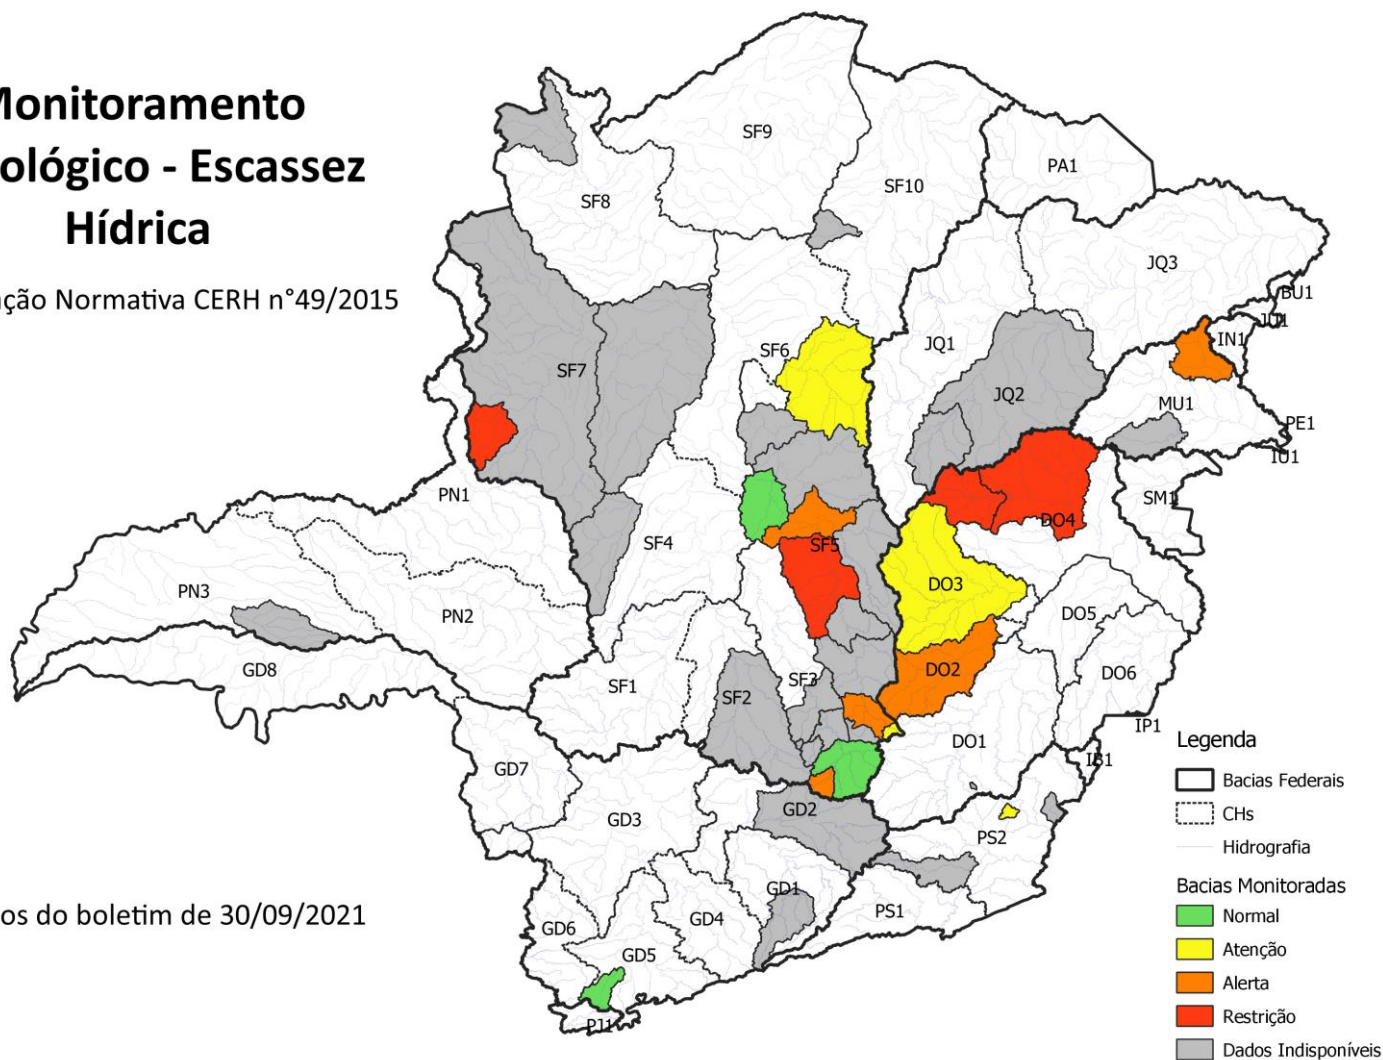 Monitoramento
ológico - Escassez
Hídrica
ação Normativa CERH n°49/2015
os do boletim de 30/09/2021
SF9
PA1
SF10
SF8
JQ3
BU1
JU1
IN1
SF6
JQ1
SF7
JQ2
MU1
PE1
IU1
PN1
SM1
DO4
SF4
SF5
PN3
DO3
PN2
DO5
GD8
DO2
SF1
SF3
SF2
DO6
IP1
DO1
IB1
GD7
GD2
GD3
PS2
GD1
PS1
GD4
GD6
GD5
PJ1
Legenda
Bacias Federais
CHs
Hidrografia
Bacias Monitoradas
Normal
Atenção
Alerta
Restrição
Dados Indisponíveis